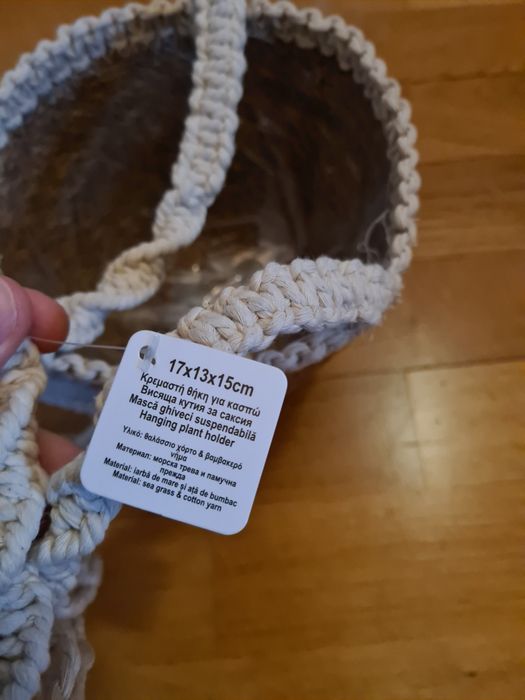 17x13x15cm
Κρεμαστή θήκη για κασπώ
Висяща кутия за саксия
Mască ghiveci suspendabilă
Hanging plant holder
Υλικό: θαλάσσιο χόρτο & βαμβακερό
νήμα
Материал: морска трева и памучна
прежда
Material: iarbă de mare și ață de bumbac
Material: sea grass & cotton yarn